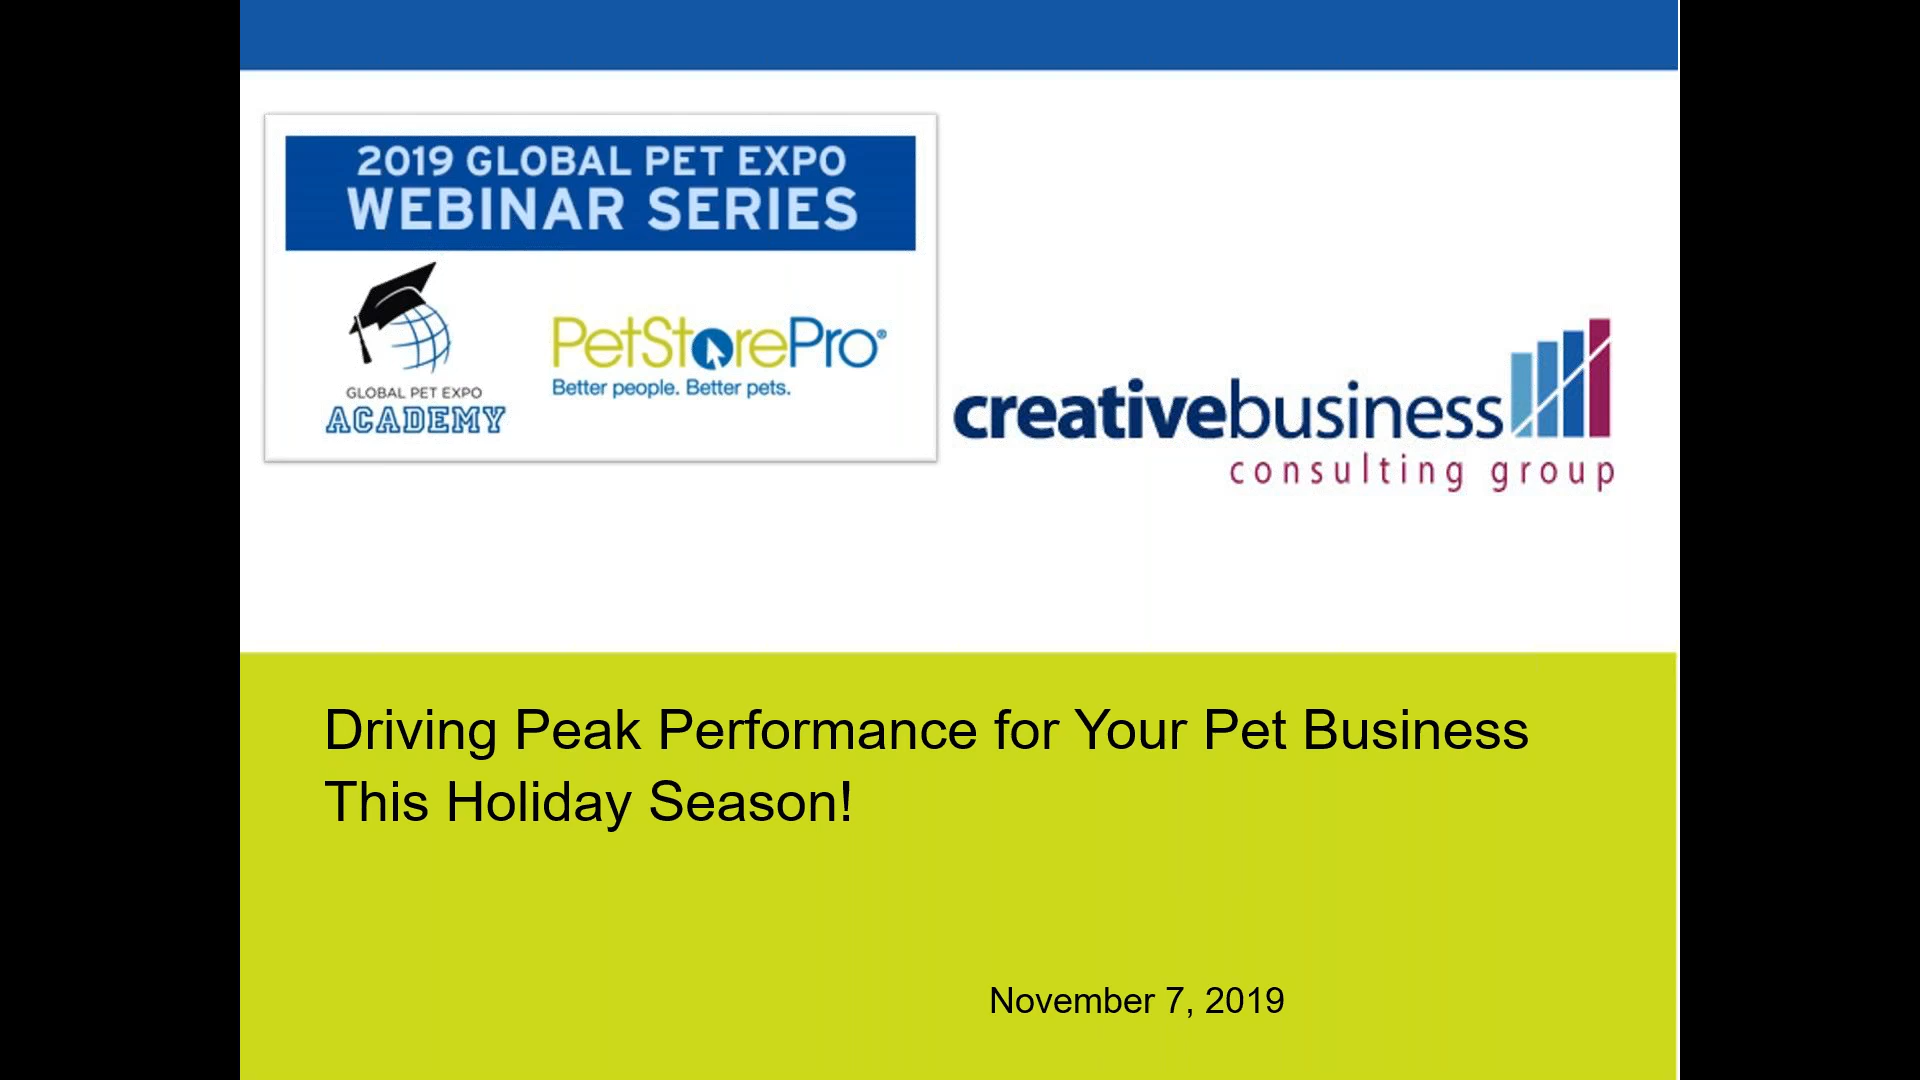 2019 GLOBAL PET EXPO
WEBINAR SERIES
GLOBAL PET EXPO
ACADEMY
PetStorePro®
Better people. Better pets.
creativebusiness
consulting group
Driving Peak Performance for Your Pet Business
This Holiday Season!
November 7, 2019